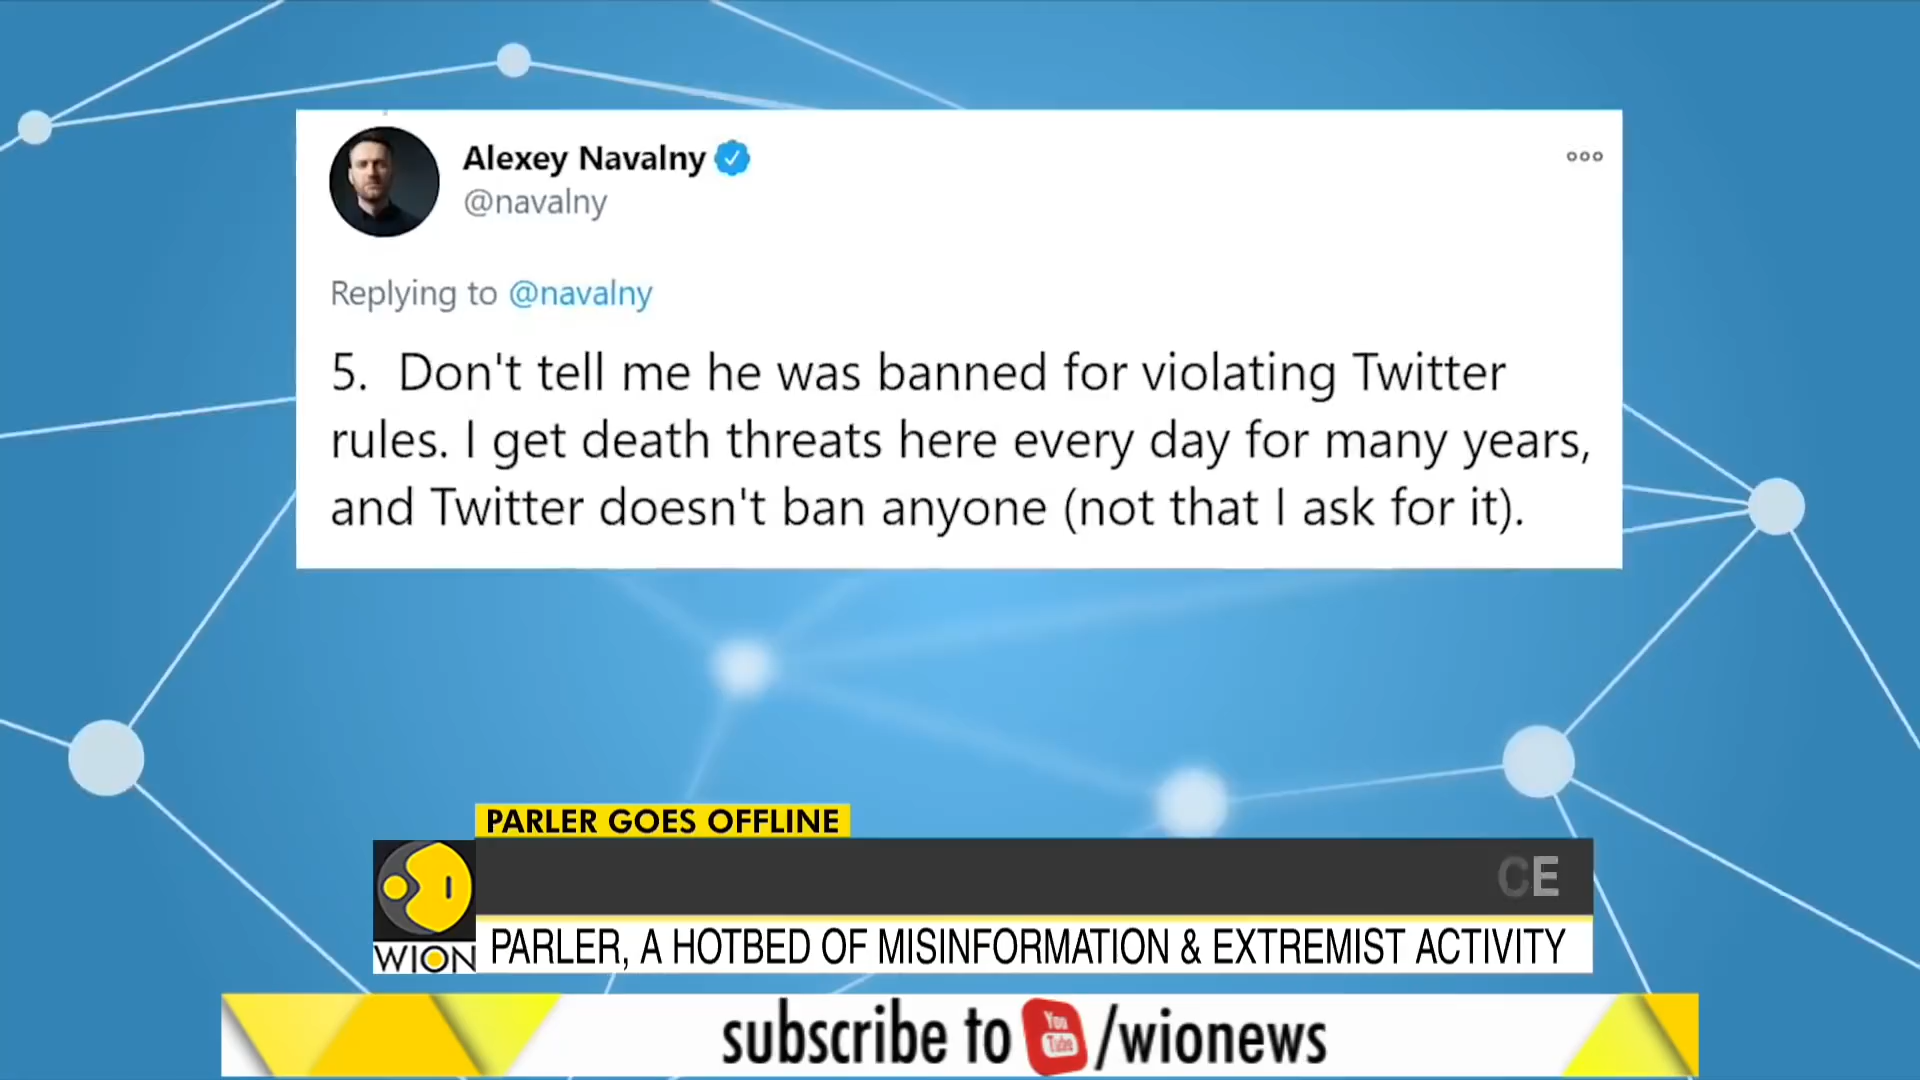 Alexey Navalny
@navalny
Replying to @navalny
5. Don't tell me he was banned for violating Twitter
rules. I get death threats here every day for many years,
and Twitter doesn't ban anyone (not that I ask for it).
PARLER GOES OFFLINE
CE
WION
PARLER, A HOTBED OF MISINFORMATION & EXTREMIST ACTIVITY
subscribe to You Tube /wionews